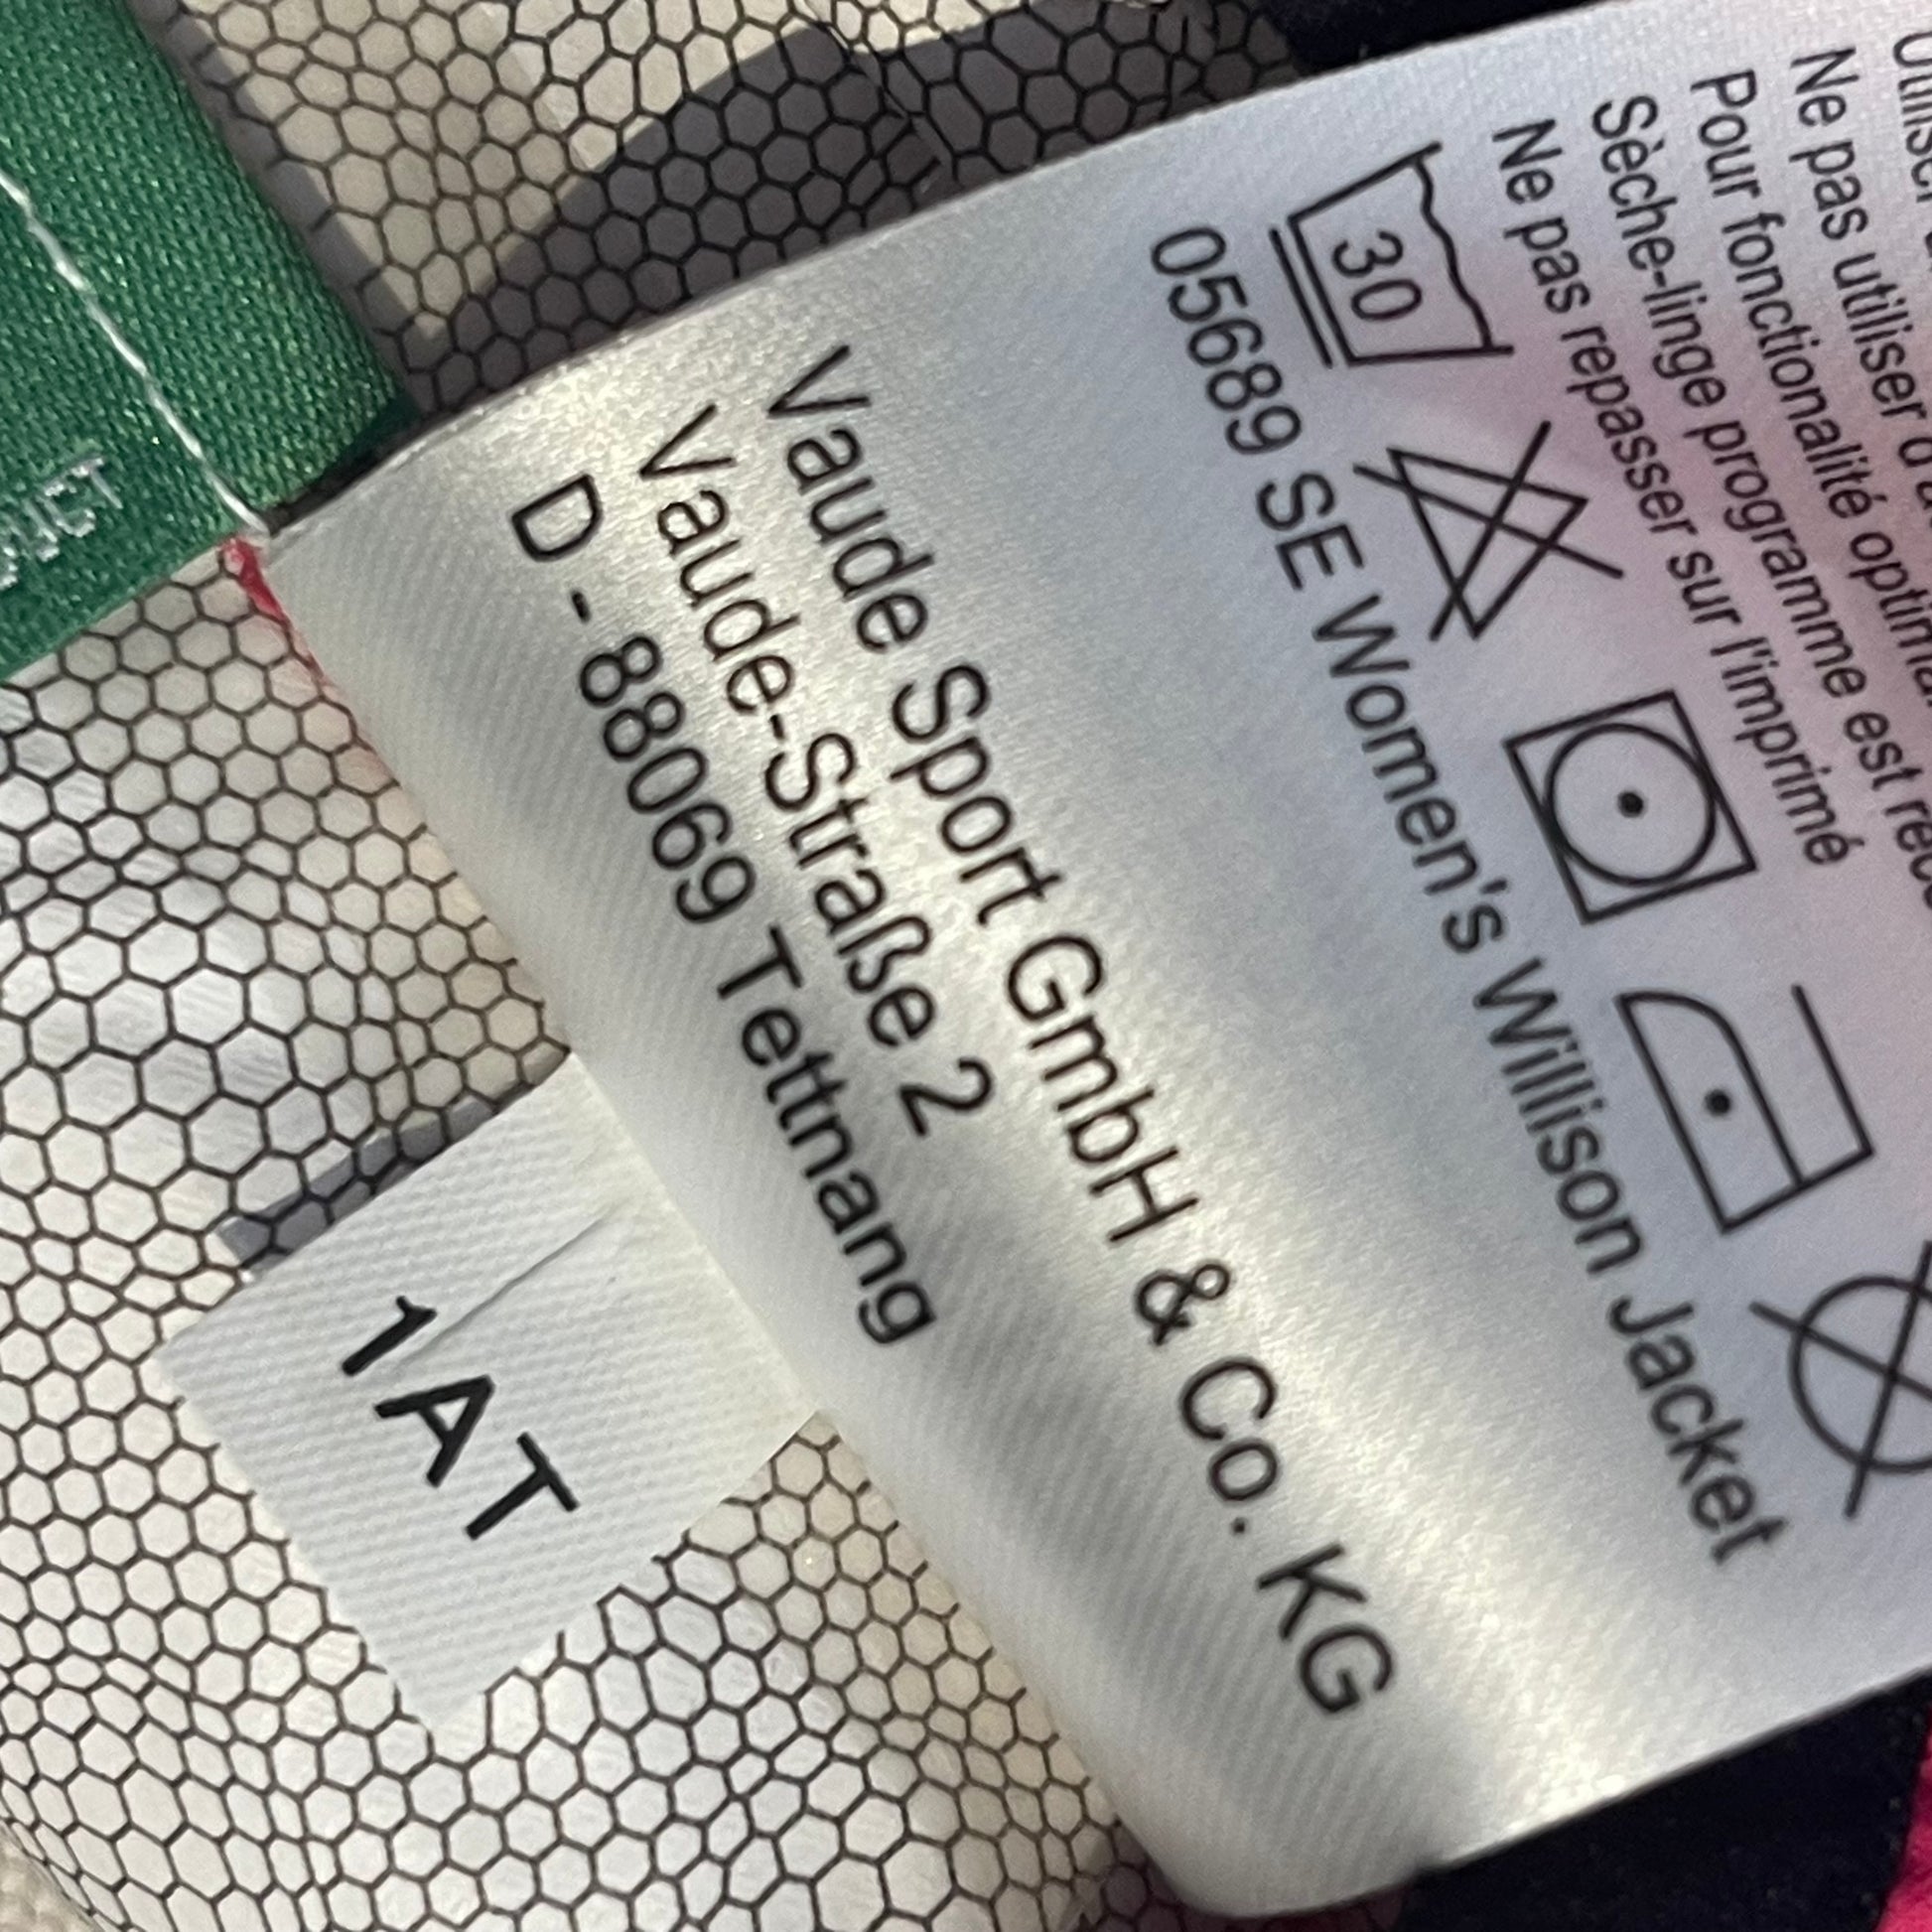 Ne pas utiliser
Pour fonctionalité
Sèche-linge programme est
Ne pas repasser sur l'imprimé
30
05689 SE Women's Willison Jacket
Vaude Sport GmbH & Co. KG
Vaude-Straße 2
D - 88069 Tettnang
1AT